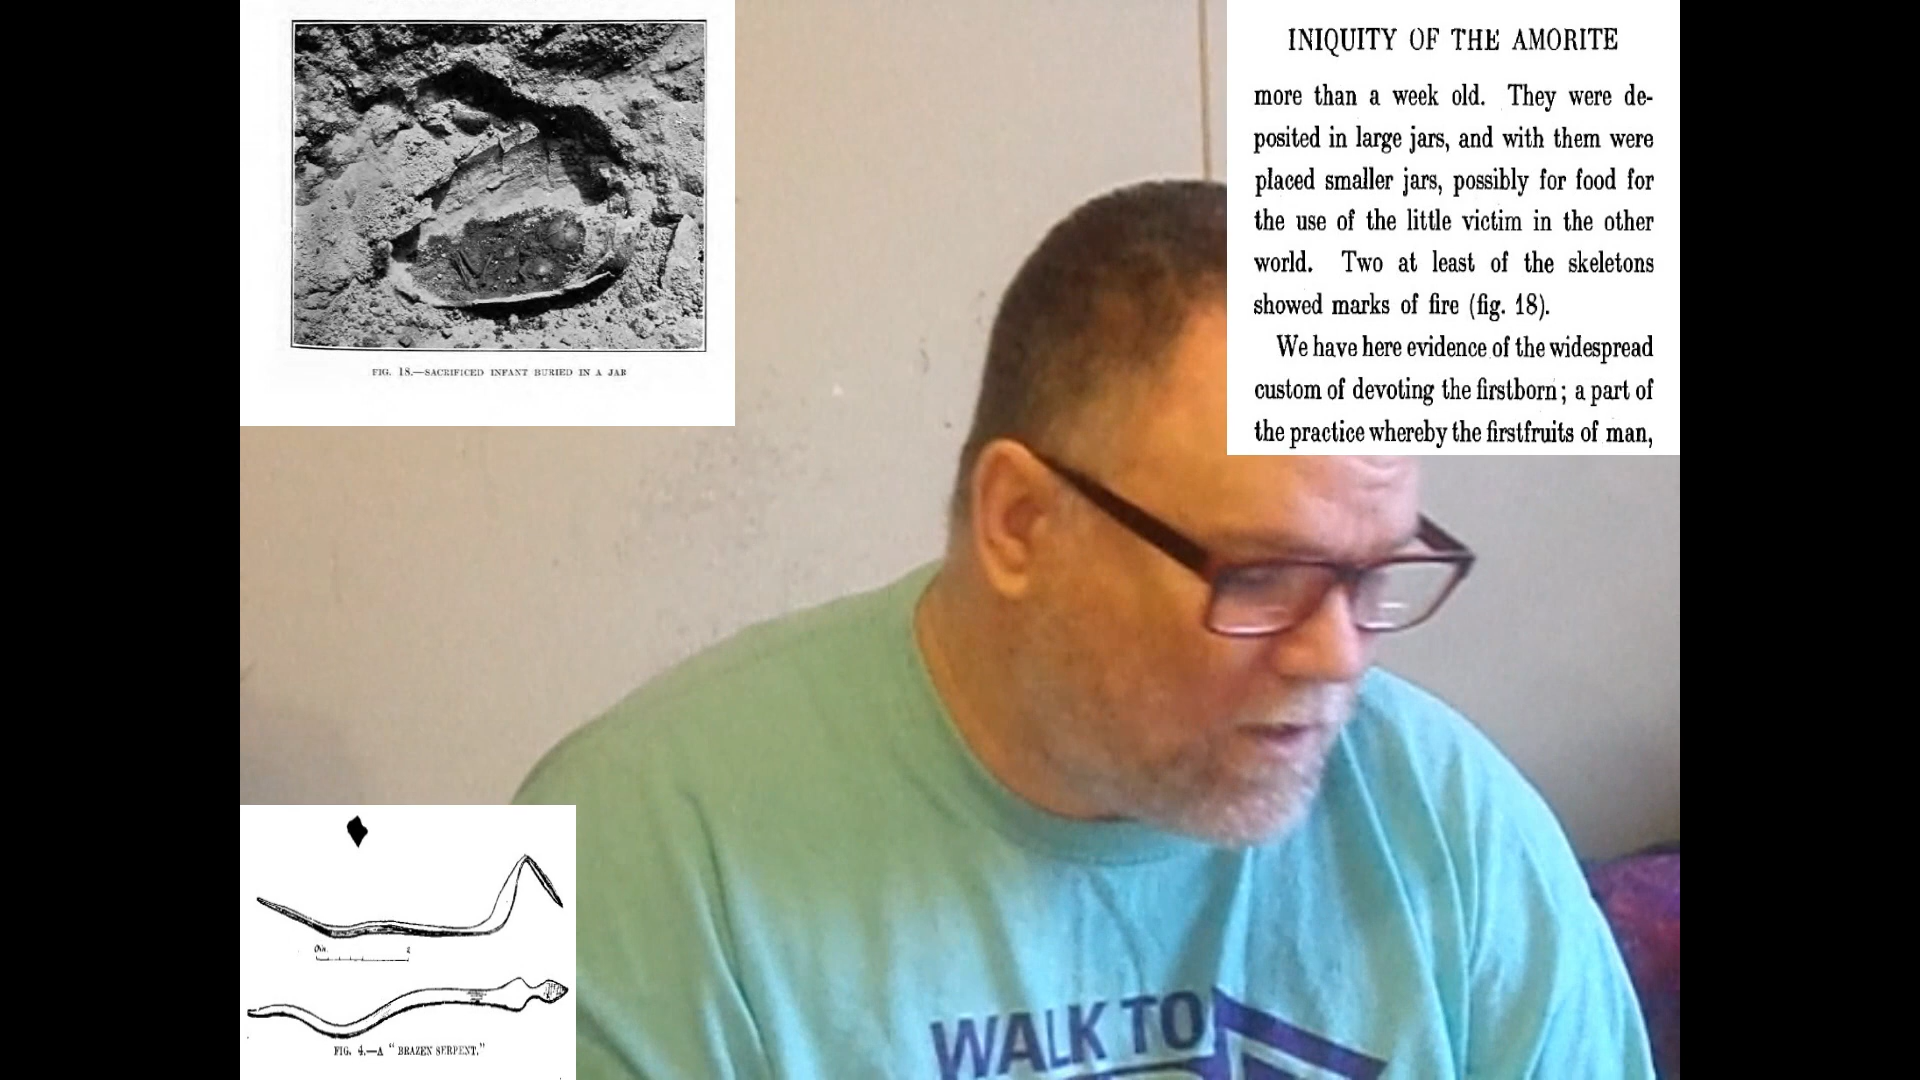 FIG. 18.—SACRIFICED INFANT BURIED IN A JAR
INIQUITY OF THE AMORITE
more than a week old. They were de-
posited in large jars, and with them were
placed smaller jars, possibly for food for
the use of the little victim in the other
world. Two at least of the skeletons
showed marks of fire (fig. 18).
We have here evidence of the widespread
custom of devoting the firstborn; a part of
the practice whereby the firstfruits of man,
2
FIG. 4.—A "BRAZEN SERPENT."
WALK TO